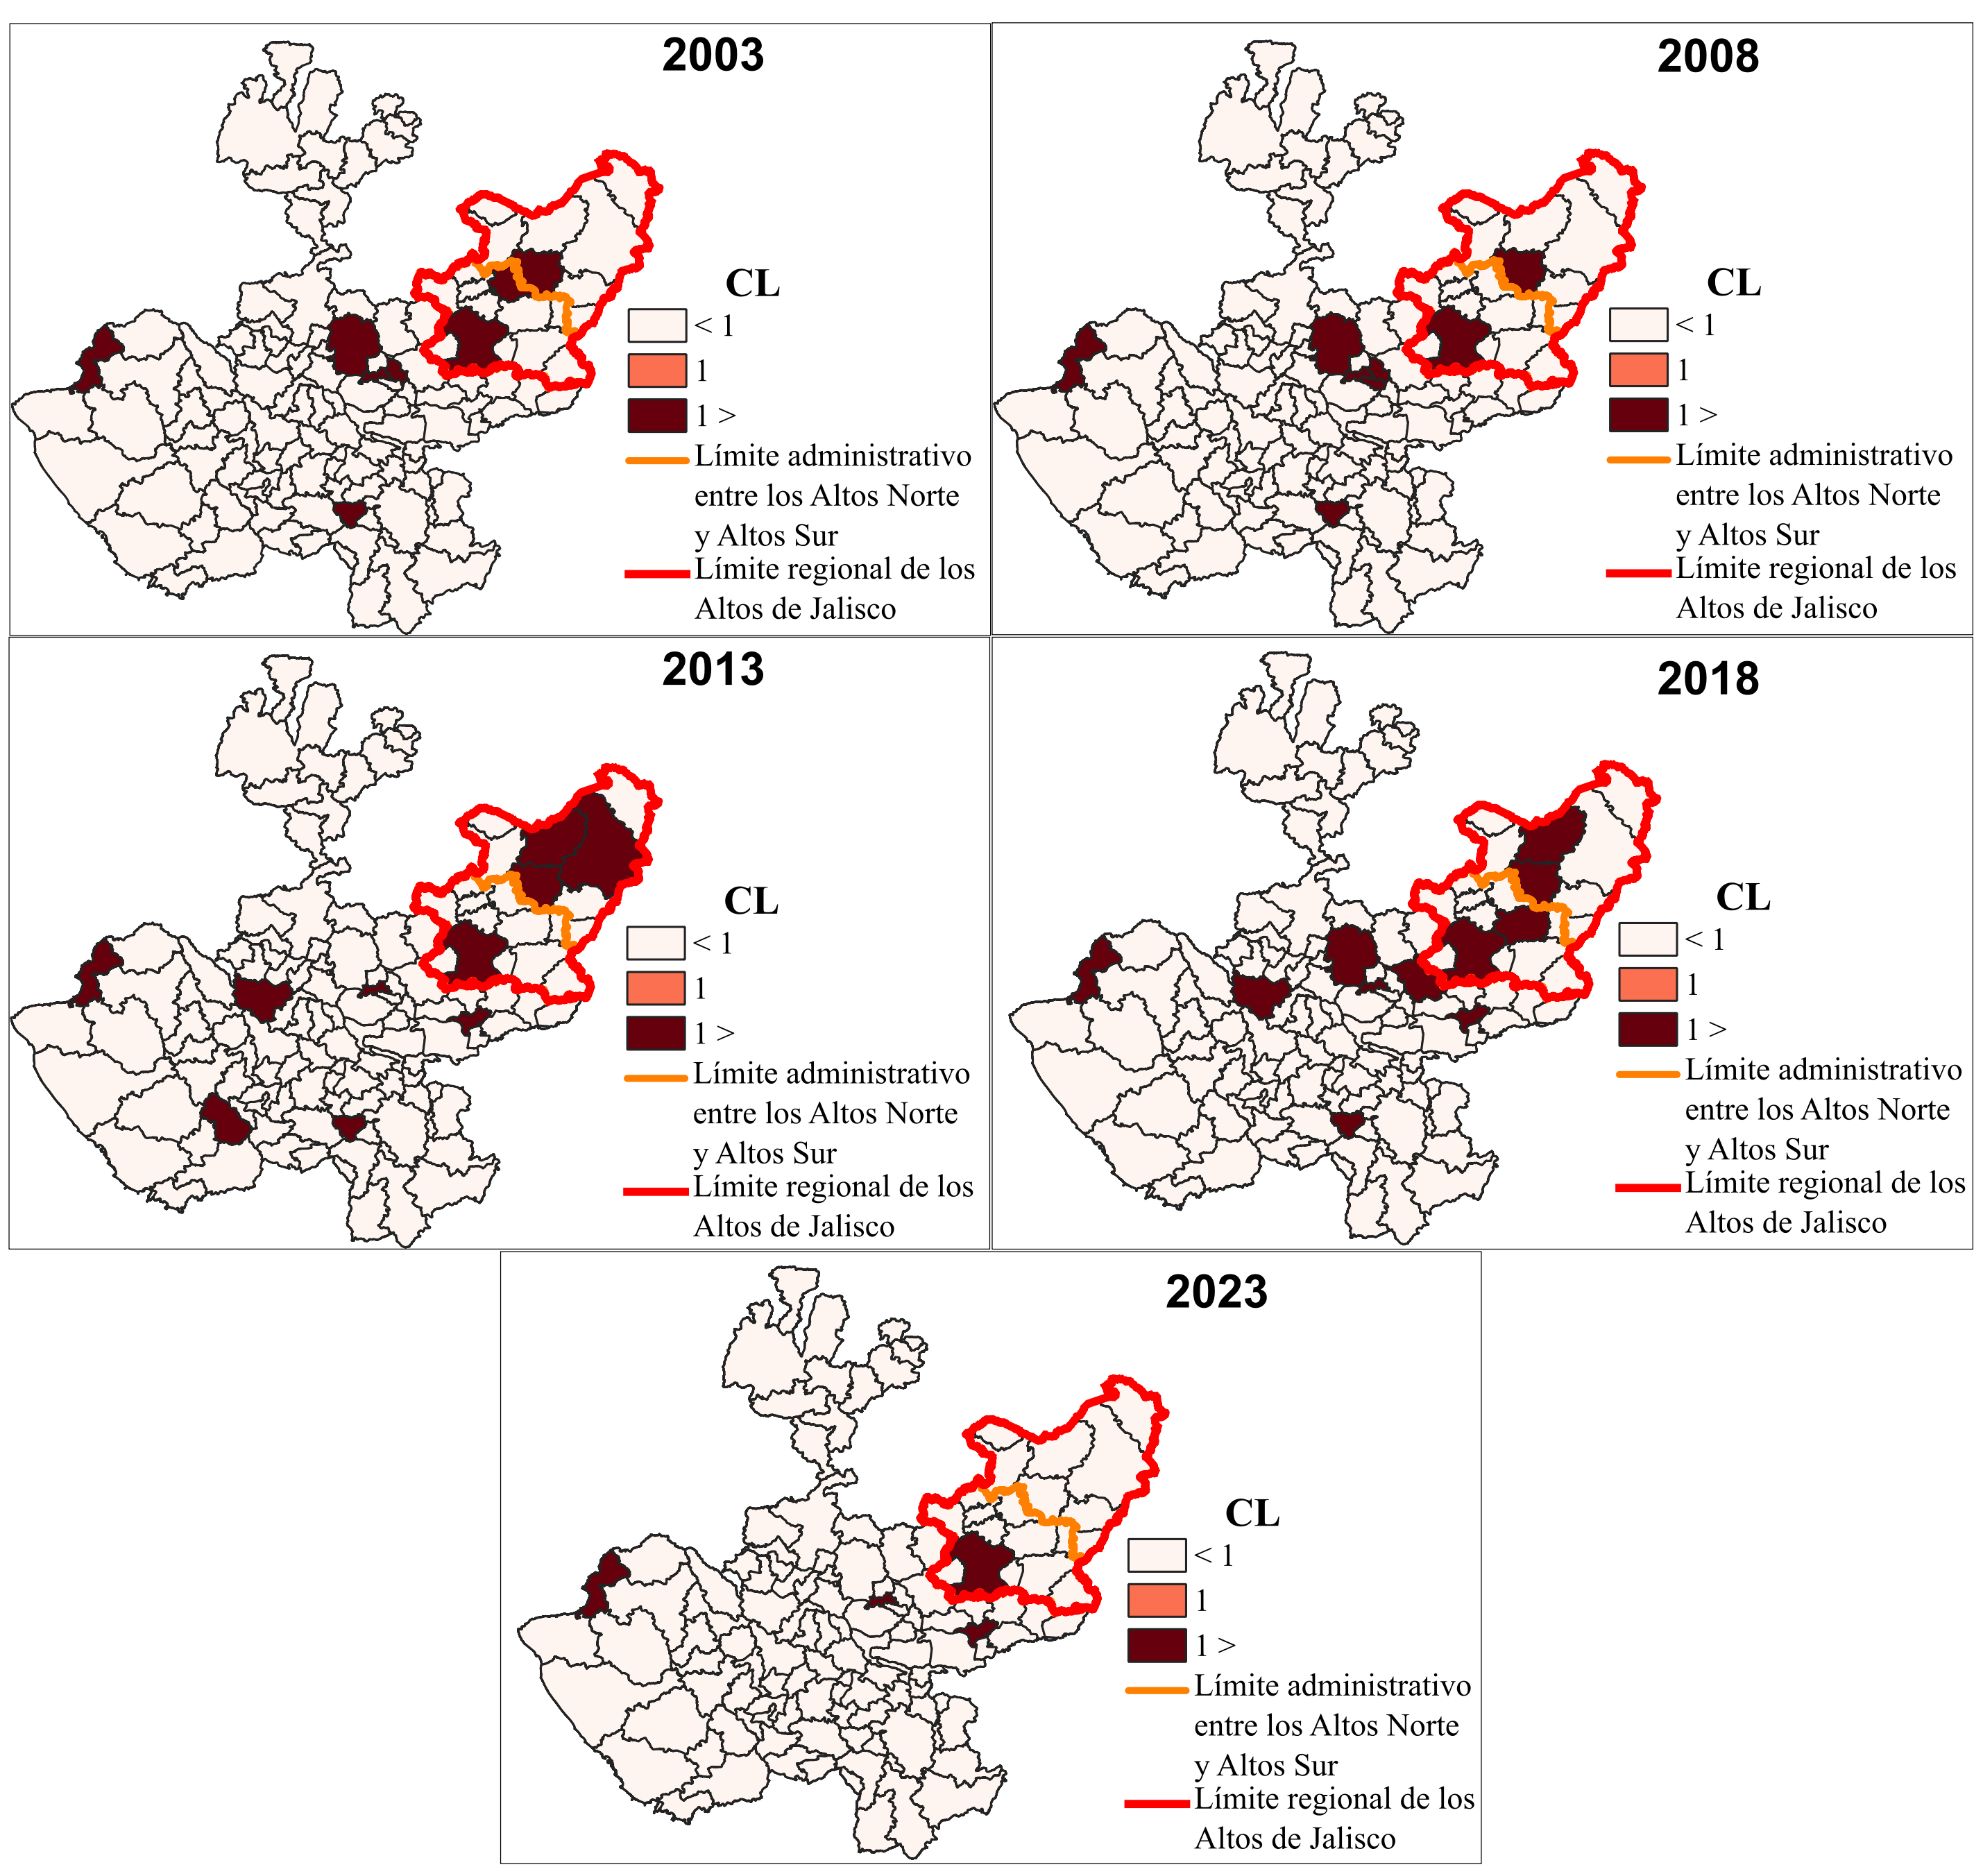 2003
CL
< 1
1
1 >
Límite administrativo
entre los Altos Norte
y Altos Sur
Límite regional de los
Altos de Jalisco
2008
CL
< 1
1
1 >
Límite administrativo
entre los Altos Norte
y Altos Sur
Límite regional de los
Altos de Jalisco
2013
CL
< 1
1
1 >
Límite administrativo
entre los Altos Norte
y Altos Sur
Límite regional de los
Altos de Jalisco
2018
CL
< 1
1
1 >
Límite administrativo
entre los Altos Norte
y Altos Sur
Límite regional de los
Altos de Jalisco
2023
CL
< 1
1
1 >
Límite administrativo
entre los Altos Norte
y Altos Sur
Límite regional de los
Altos de Jalisco